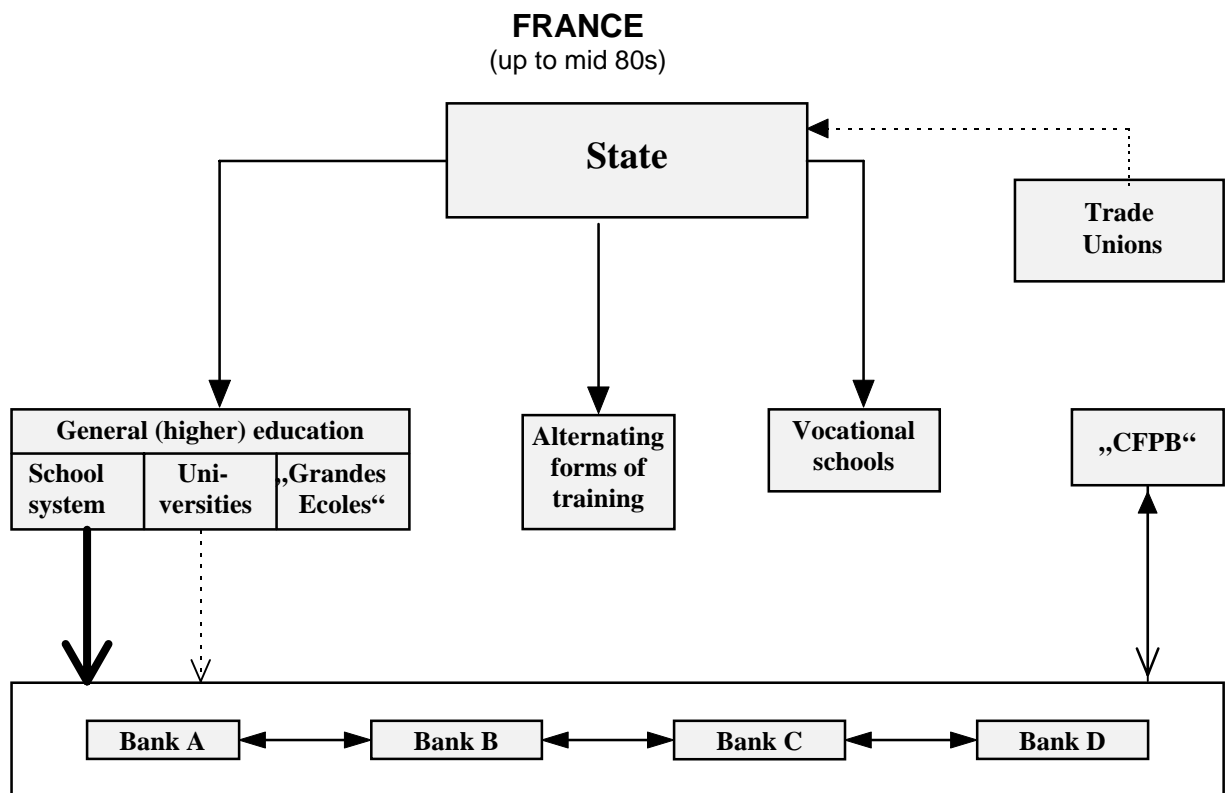 FRANCE
(up to mid 80s)
State
Trade
Unions
General (higher) education
School
system
Uni-
versities
„Grandes
Ecoles“
Alternating
forms of
training
Vocational
schools
„CFPB“
Bank A
Bank B
Bank C
Bank D